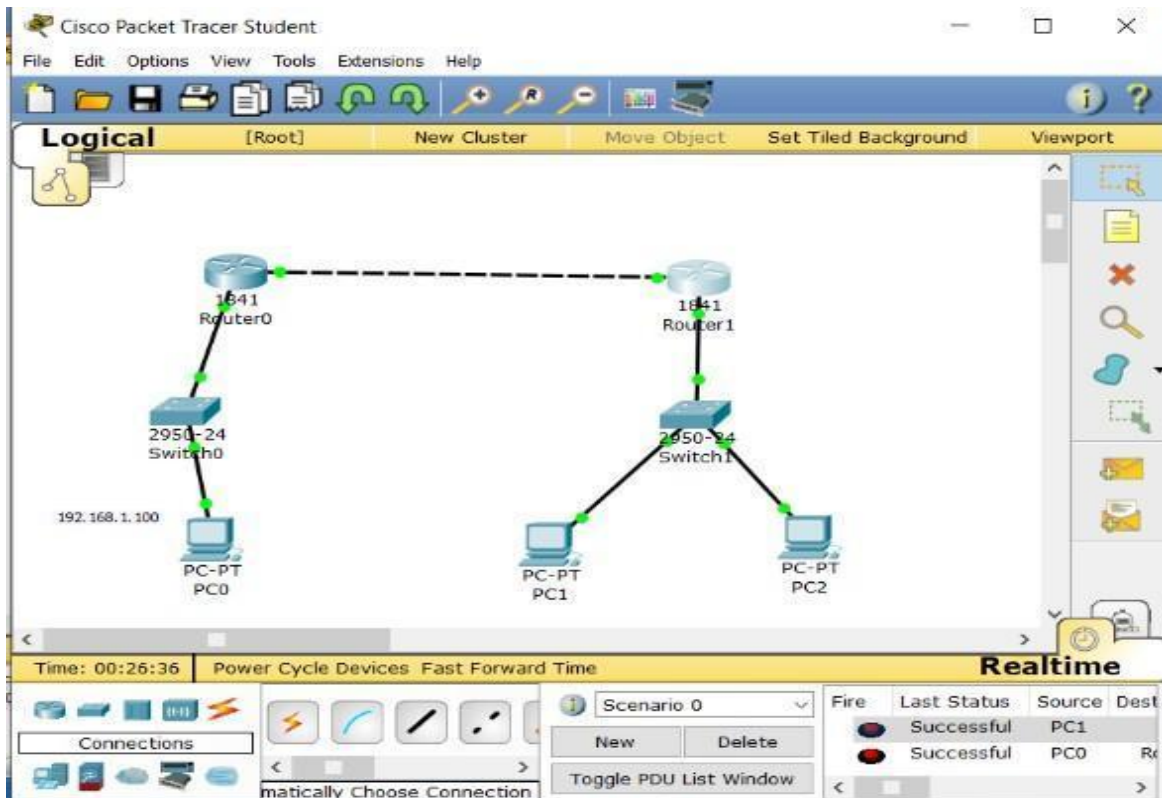 Cisco Packet Tracer Student
File Edit Options View Tools Extensions Help
Logical [Root] New Cluster Move Object Set Tiled Background Viewport
1841
Router0
1841
Router1
2950-24
Switch0
2950-24
Switch1
192.168.1.100
PC-PT
PC0
PC-PT
PC1
PC-PT
PC2
Time: 00:26:36 Power Cycle Devices Fast Forward Time Realtime
Connections
matically Choose Connection
Scenario 0
New Delete
Toggle PDU List Window
Fire Last Status Source Dest
Successful PC1
Successful PC0